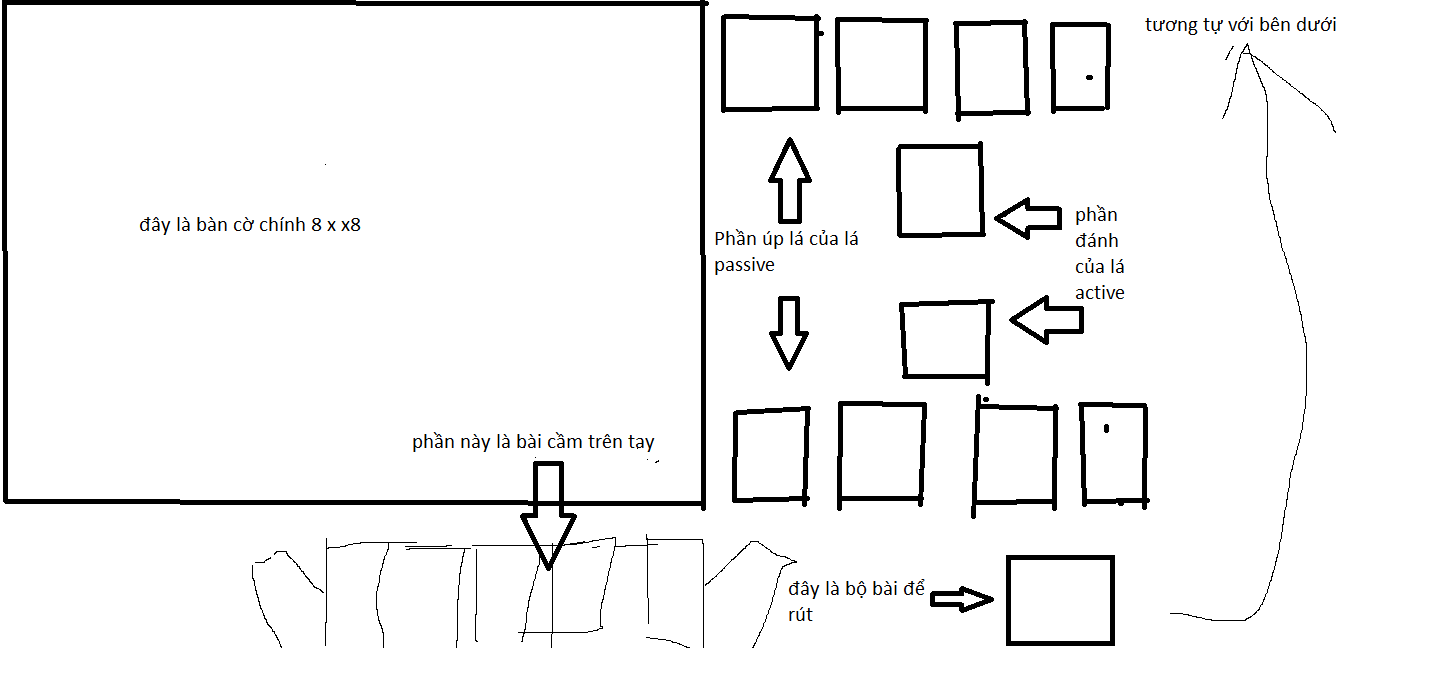 tương tự với bên dưới
đây là bàn cờ chính 8 x x8
phần
đánh
của lá
active
Phần úp lá của lá
passive
phần này là bài cầm trên tay
đây là bộ bài để
rút